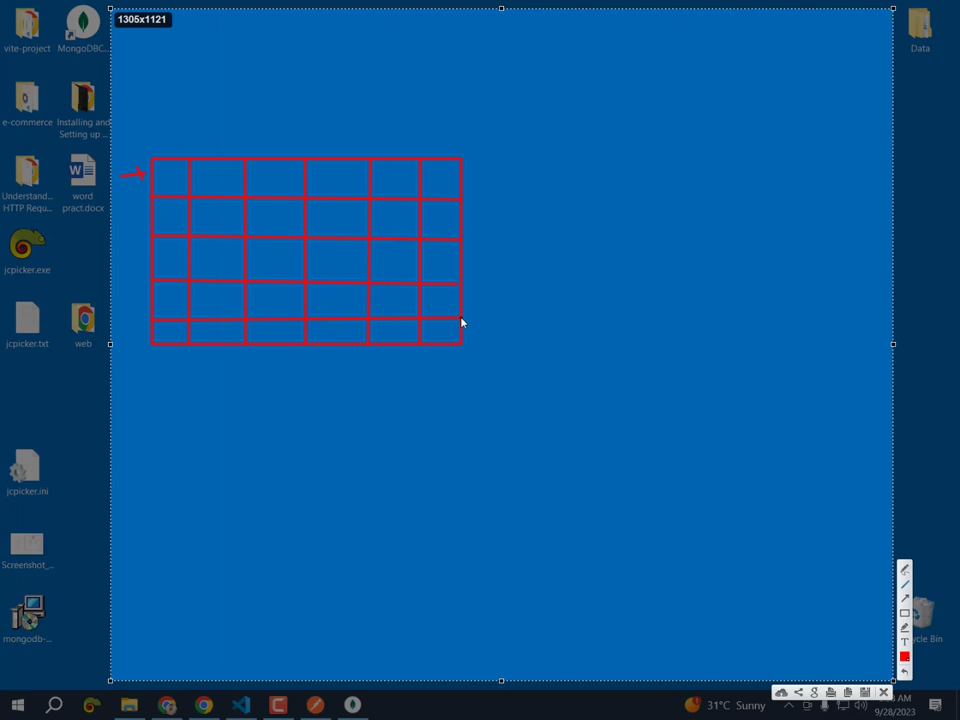 1305x1121
vite-project
MongoDBC...
Data
e-commerce
Installing and
Setting up ...
Understand...
HTTP Requ...
word
pract.docx
jcpicker.exe
jcpicker.txt
web
jcpicker.ini
Screenshot_...
mongodb-...
ycle Bin
T
31°C Sunny
AM
9/28/2023